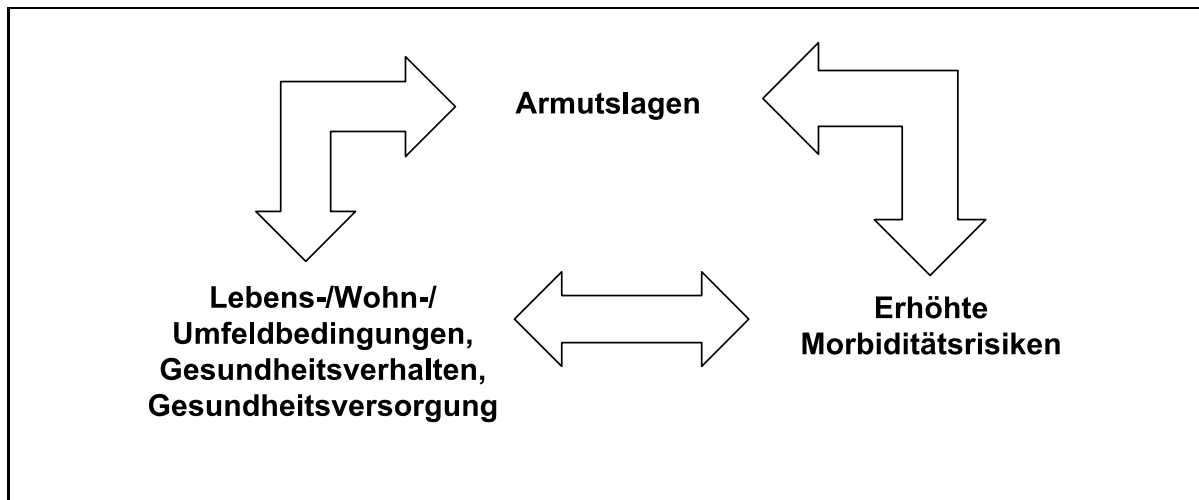 Armutslagen
Lebens-/Wohn-/
Umfeldbedingungen,
Gesundheitsverhalten,
Gesundheitsversorgung
Erhöhte
Morbiditätsrisiken